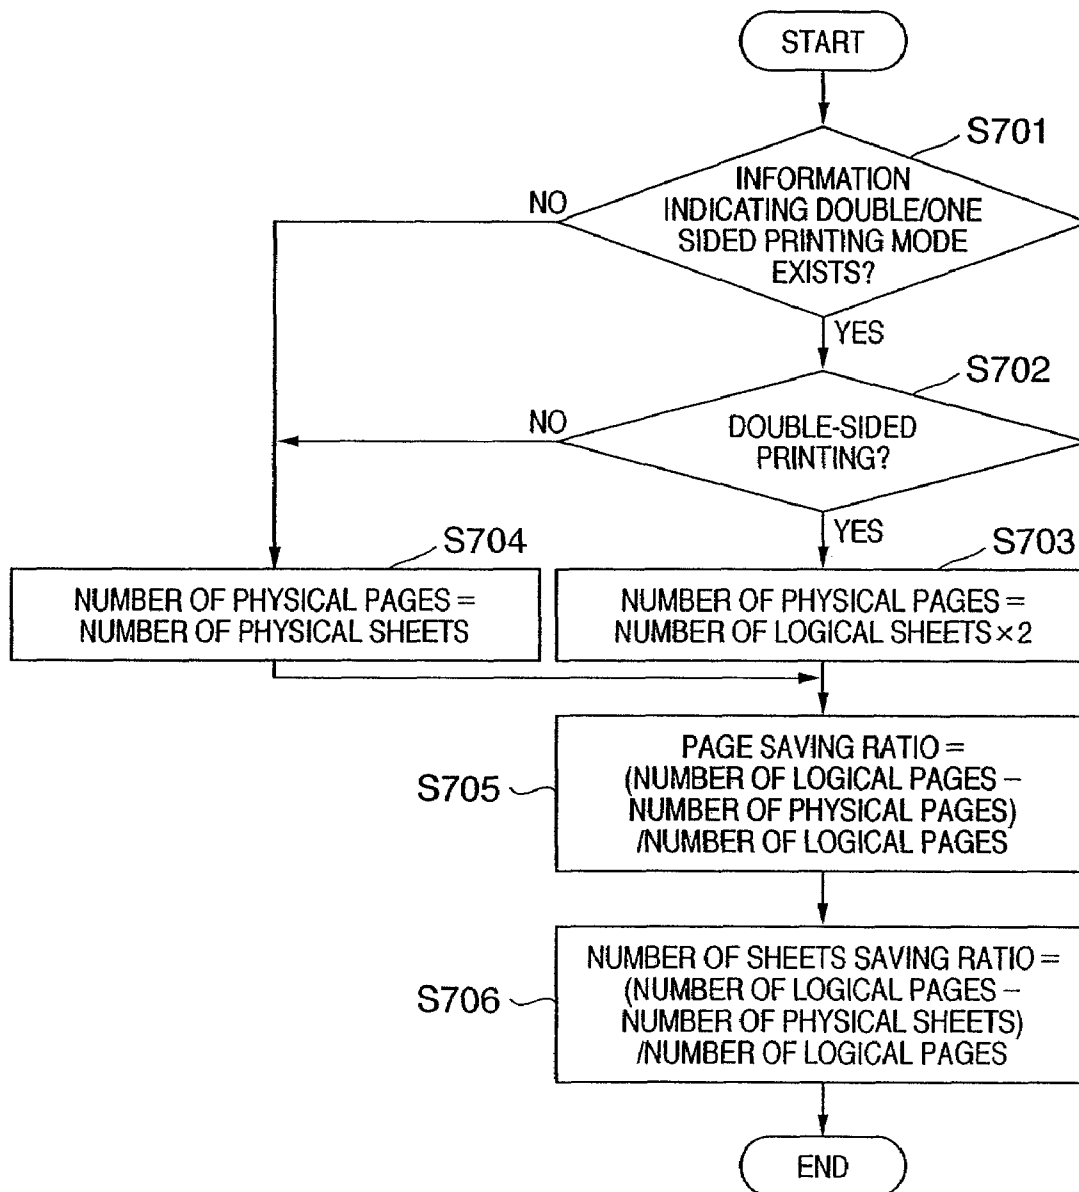 START
S701
INFORMATION
INDICATING DOUBLE/ONE
SIDED PRINTING MODE
EXISTS?
NO
YES
S702
DOUBLE-SIDED
PRINTING?
NO
YES
S704
NUMBER OF PHYSICAL PAGES =
NUMBER OF PHYSICAL SHEETS
S703
NUMBER OF PHYSICAL PAGES =
NUMBER OF LOGICAL SHEETS × 2
S705
PAGE SAVING RATIO =
(NUMBER OF LOGICAL PAGES –
NUMBER OF PHYSICAL PAGES)
/NUMBER OF LOGICAL PAGES
S706
NUMBER OF SHEETS SAVING RATIO =
(NUMBER OF LOGICAL PAGES –
NUMBER OF PHYSICAL SHEETS)
/NUMBER OF LOGICAL PAGES
END